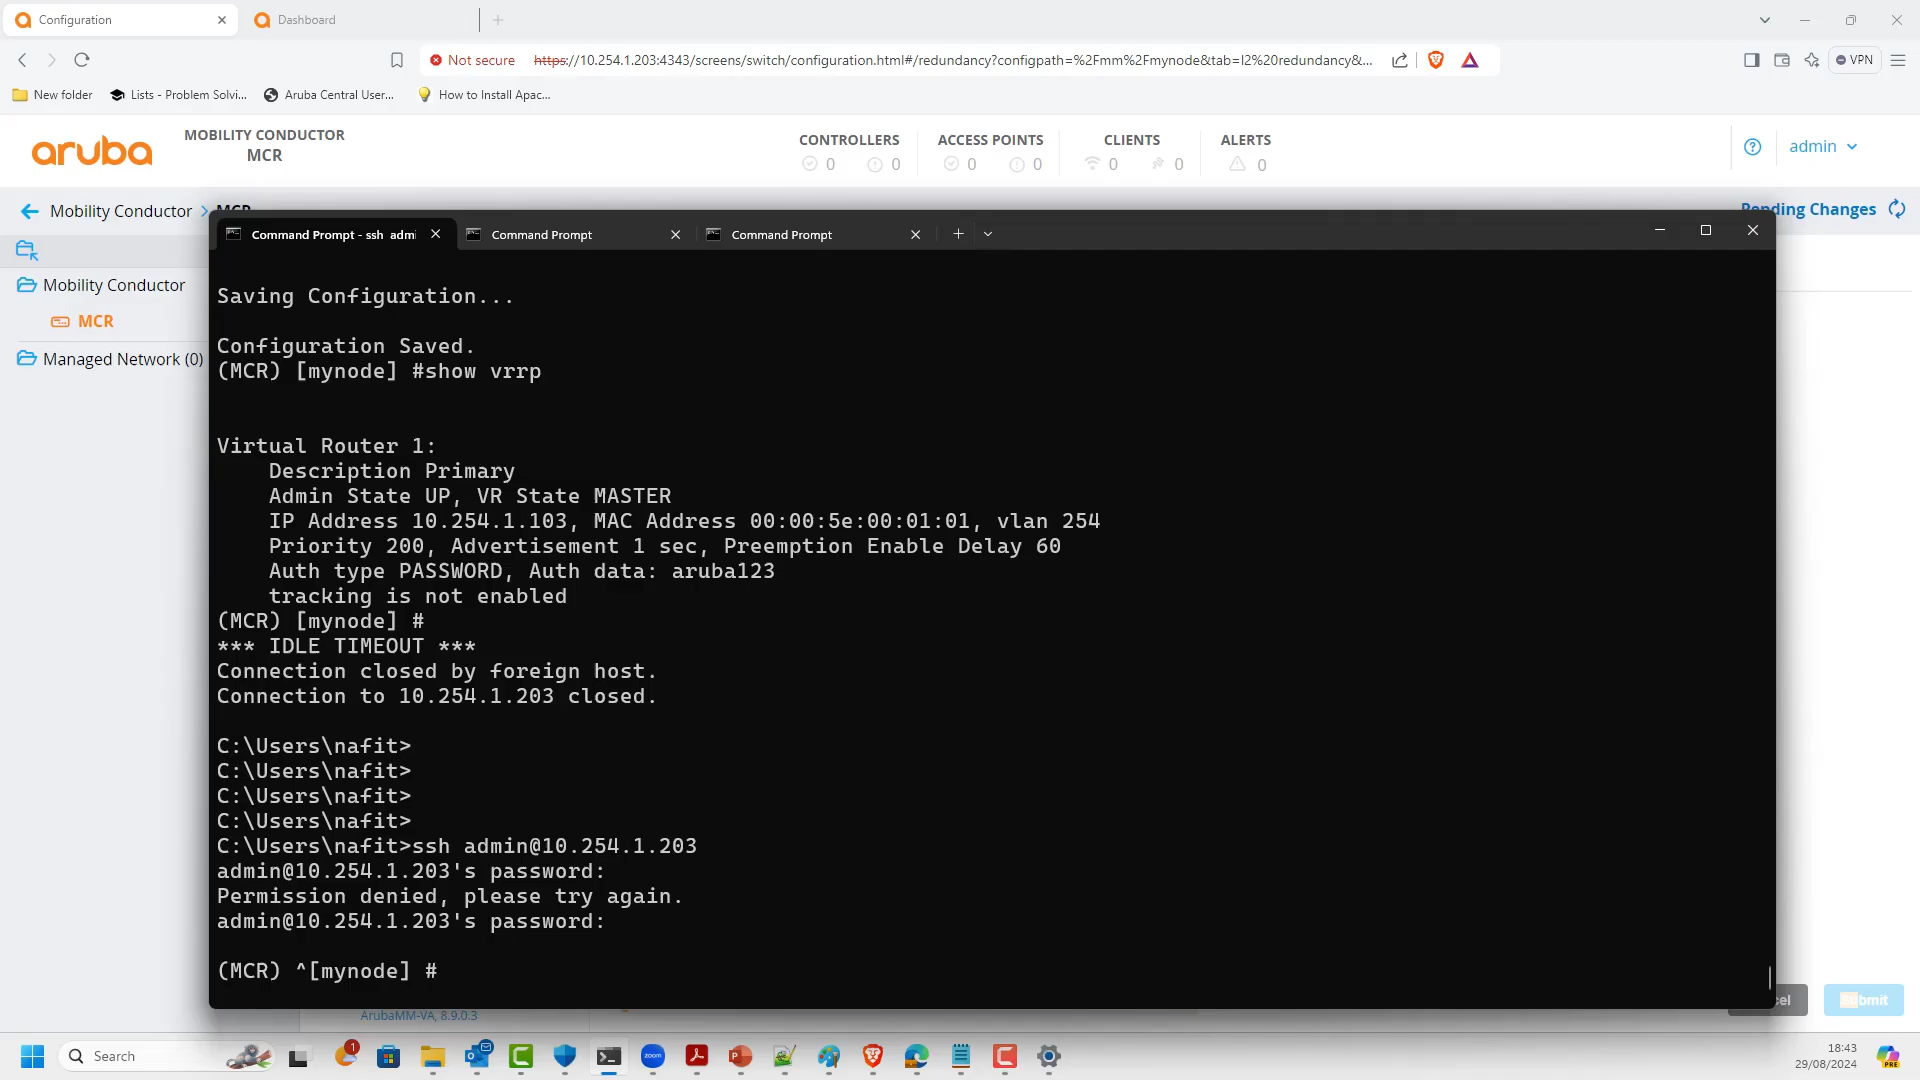 Configuration
Dashboard
Not secure
https://10.254.1.203:4343/screens/switch/configuration.html#/redundancy?configpath=%2Fmm%2Fmynode&tab=l2%20redundancy&...
VPN
New folder
Lists - Problem Solvi...
Aruba Central User...
How to Install Apac...
aruba
MOBILITY CONDUCTOR
MCR
CONTROLLERS
0 0
ACCESS POINTS
0 0
CLIENTS
0 0
ALERTS
0
admin
Mobility Conductor > MCR
Pending Changes
Mobility Conductor
MCR
Managed Network (0)
Command Prompt - ssh admi
Command Prompt
Command Prompt
Saving Configuration...
Configuration Saved.
(MCR) [mynode] #show vrrp
Virtual Router 1:
Description Primary
Admin State UP, VR State MASTER
IP Address 10.254.1.103, MAC Address 00:00:5e:00:01:01, vlan 254
Priority 200, Advertisement 1 sec, Preemption Enable Delay 60
Auth type PASSWORD, Auth data: aruba123
tracking is not enabled
(MCR) [mynode] #
*** IDLE TIMEOUT ***
Connection closed by foreign host.
Connection to 10.254.1.203 closed.
C:\Users\nafit>
C:\Users\nafit>
C:\Users\nafit>
C:\Users\nafit>
C:\Users\nafit>ssh admin@10.254.1.203
admin@10.254.1.203's password:
Permission denied, please try again.
admin@10.254.1.203's password:
(MCR) ^[mynode] #
cel
Submit
ArubaMM-VA, 8.9.0.3
Search
1
zoom
18:43
29/08/2024
PRE